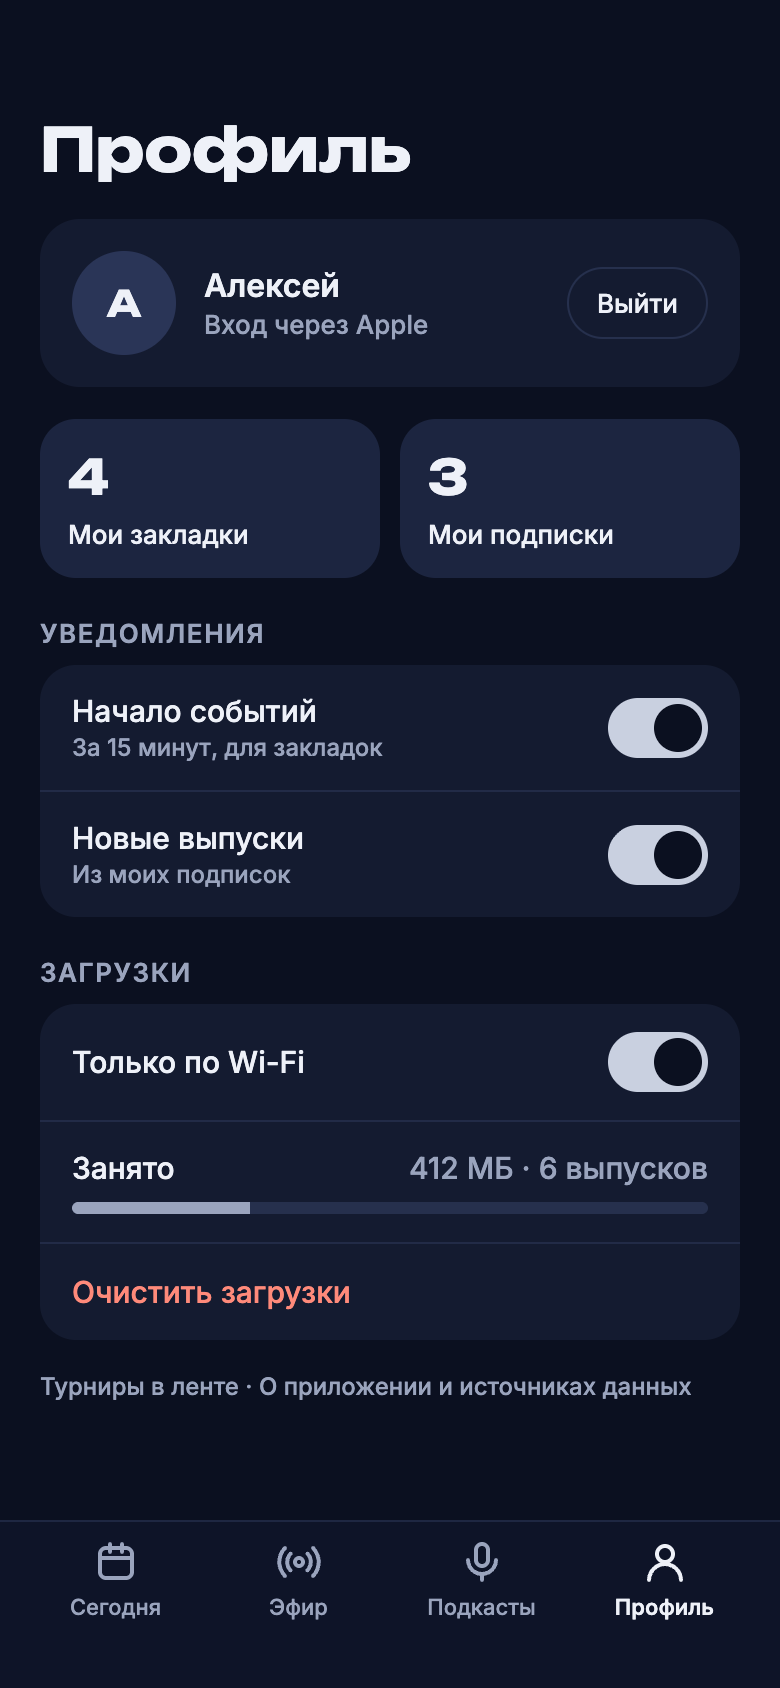 Профиль
А
Алексей
Вход через Apple
Выйти
4
Мои закладки
3
Мои подписки
УВЕДОМЛЕНИЯ
Начало событий
За 15 минут, для закладок
Новые выпуски
Из моих подписок
ЗАГРУЗКИ
Только по Wi-Fi
Занято
412 МБ · 6 выпусков
Очистить загрузки
Турниры в ленте · О приложении и источниках данных
Сегодня
Эфир
Подкасты
Профиль